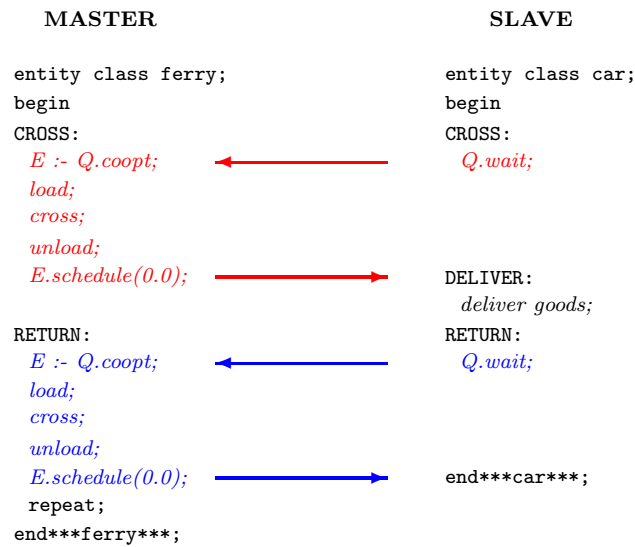 MASTER SLAVE
entity class ferry; entity class car;
begin begin
CROSS: CROSS:
E :- Q.coopt; Q.wait;
load;
cross;
unload;
E.schedule(0.0); DELIVER:
deliver goods;
RETURN: RETURN:
E :- Q.coopt; Q.wait;
load;
cross;
unload;
E.schedule(0.0); end***car***;
repeat;
end***ferry***;